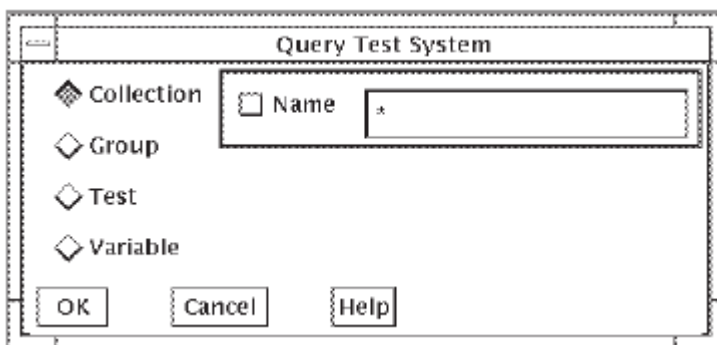 Query Test System
Collection
Name
*
Group
Test
Variable
OK Cancel Help